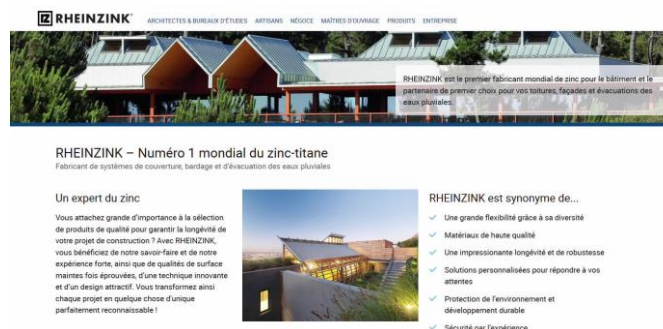 RHEINZINK®
ARCHITECTES & BUREAUX D'ÉTUDES ARTISANS NÉGOCE MAÎTRES D'OUVRAGE PRODUITS ENTREPRISE
RHEINZINK est le premier fabricant mondial de zinc pour le bâtiment et le
partenaire de premier choix pour vos toitures, façades et évacuations des
eaux pluviales.
RHEINZINK – Numéro 1 mondial du zinc-titane
Fabricant de systèmes de couverture, bardage et d'évacuation des eaux pluviales
Un expert du zinc
Vous attachez grande d'importance à la sélection
de produits de qualité pour garantir la longévité de
votre projet de construction ? Avec RHEINZINK,
vous bénéficiez de notre savoir-faire et de notre
expérience forte, ainsi que de qualités de surface
maintes fois éprouvées, d'une technique innovante
et d'un design attractif. Vous transformez ainsi
chaque projet en quelque chose d'unique
parfaitement reconnaissable !
RHEINZINK est synonyme de...
Une grande flexibilité grâce à sa diversité
Matériaux de haute qualité
Une impressionante longévité et de robustesse
Solutions personnalisées pour répondre à vos
attentes
Protection de l'environnement et
développement durable
Sécurité par l'expérience